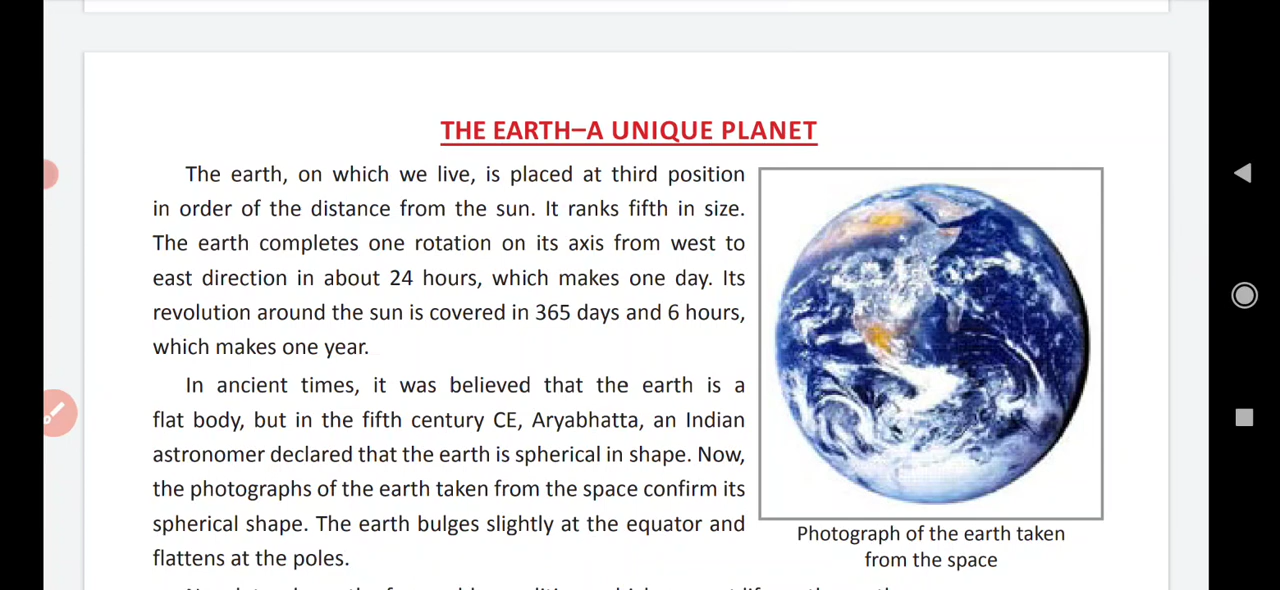 THE EARTH–A UNIQUE PLANET
The earth, on which we live, is placed at third position
in order of the distance from the sun. It ranks fifth in size.
The earth completes one rotation on its axis from west to
east direction in about 24 hours, which makes one day. Its
revolution around the sun is covered in 365 days and 6 hours,
which makes one year.
In ancient times, it was believed that the earth is a
flat body, but in the fifth century CE, Aryabhatta, an Indian
astronomer declared that the earth is spherical in shape. Now,
the photographs of the earth taken from the space confirm its
spherical shape. The earth bulges slightly at the equator and
flattens at the poles.
Photograph of the earth taken
from the space